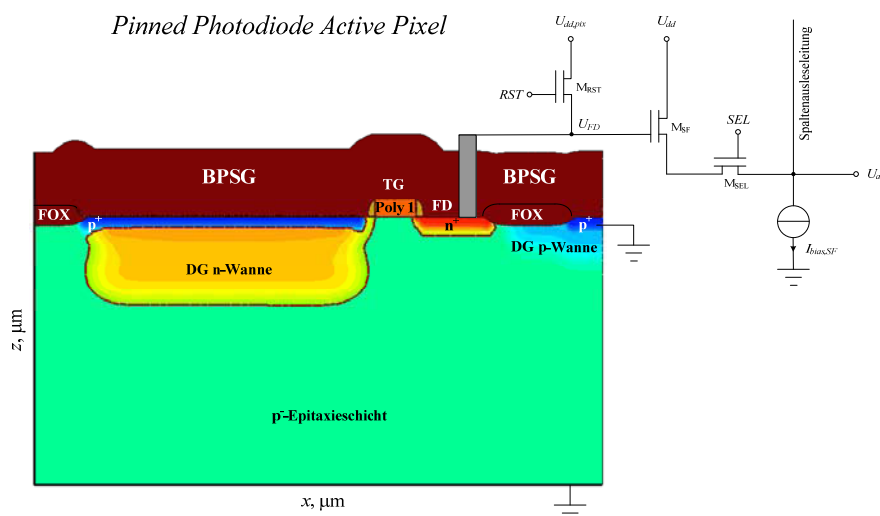 Pinned Photodiode Active Pixel
U_dd,pix
U_dd
RST
M_RST
U_FD
M_SF
SEL
M_SEL
Spaltenausleseleitung
U_a
I_bias,SF
BPSG
TG
BPSG
FOX
p+
Poly 1
FD
n+
FOX
p+
DG n-Wanne
DG p-Wanne
p⁻-Epitaxieschicht
z, μm
x, μm